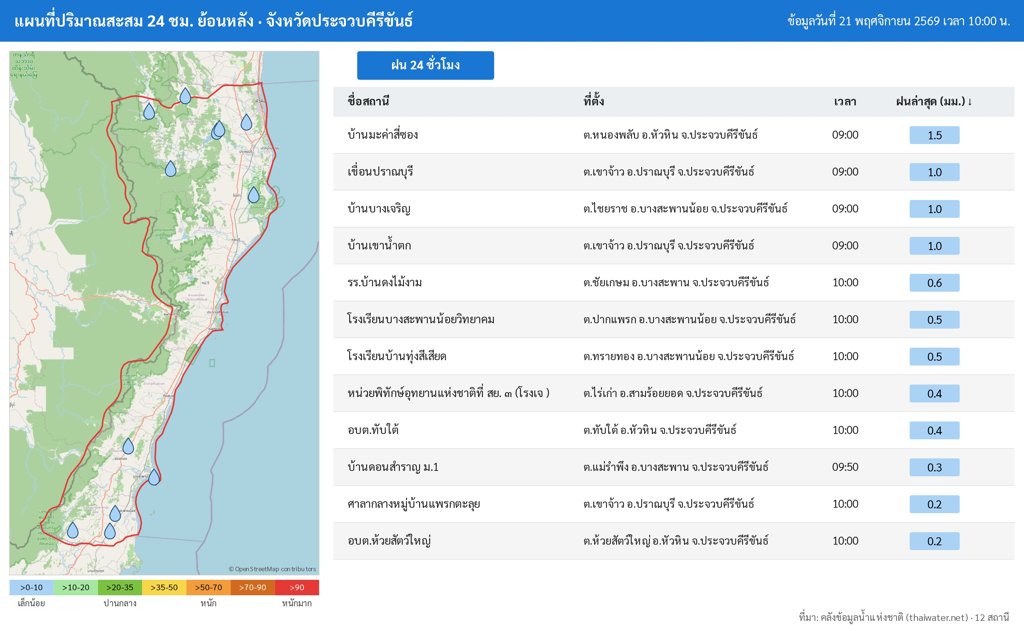 แผนที่ปริมาณสะสม 24 ชม. ย้อนหลัง · จังหวัดประจวบคีรีขันธ์
ข้อมูลวันที่ 21 พฤศจิกายน 2569 เวลา 10:00 น.
ฝน 24 ชั่วโมง
ชื่อสถานี ที่ตั้ง เวลา ฝนล่าสุด (มม.) ↓
บ้านมะค่าสี่ซอง ต.หนองพลับ อ.หัวหิน จ.ประจวบคีรีขันธ์ 09:00 1.5
เขื่อนปราณบุรี ต.เขาจ้าว อ.ปราณบุรี จ.ประจวบคีรีขันธ์ 09:00 1.0
บ้านบางเจริญ ต.ไชยราช อ.บางสะพานน้อย จ.ประจวบคีรีขันธ์ 09:00 1.0
บ้านเขาน้ำตก ต.เขาจ้าว อ.ปราณบุรี จ.ประจวบคีรีขันธ์ 09:00 1.0
รร.บ้านดงไม้งาม ต.ชัยเกษม อ.บางสะพาน จ.ประจวบคีรีขันธ์ 10:00 0.6
โรงเรียนบางสะพานน้อยวิทยาคม ต.ปากแพรก อ.บางสะพานน้อย จ.ประจวบคีรีขันธ์ 10:00 0.5
โรงเรียนบ้านทุ่งสีเสียด ต.ทรายทอง อ.บางสะพานน้อย จ.ประจวบคีรีขันธ์ 10:00 0.5
หน่วยพิทักษ์อุทยานแห่งชาติที่ สย. ๓ (โรงเจ ) ต.ไร่เก่า อ.สามร้อยยอด จ.ประจวบคีรีขันธ์ 10:00 0.4
อบต.ทับใต้ ต.ทับใต้ อ.หัวหิน จ.ประจวบคีรีขันธ์ 10:00 0.4
บ้านดอนสำราญ ม.1 ต.แม่รำพึง อ.บางสะพาน จ.ประจวบคีรีขันธ์ 09:50 0.3
ศาลากลางหมู่บ้านแพรกตะลุย ต.เขาจ้าว อ.ปราณบุรี จ.ประจวบคีรีขันธ์ 10:00 0.2
อบต.ห้วยสัตว์ใหญ่ ต.ห้วยสัตว์ใหญ่ อ.หัวหิน จ.ประจวบคีรีขันธ์ 10:00 0.2
© OpenStreetMap contributors
>0-10 >10-20 >20-35 >35-50 >50-70 >70-90 >90
เล็กน้อย ปานกลาง หนัก หนักมาก
ที่มา: คลังข้อมูลน้ำแห่งชาติ (thaiwater.net) · 12 สถานี